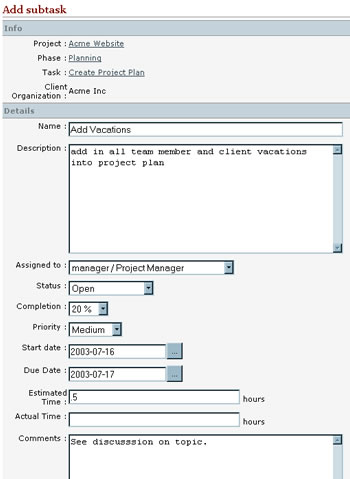 Add subtask
Info
Project : Acme Website
Phase : Planning
Task : Create Project Plan
Client
Organization : Acme Inc
Details
Name : Add Vacations
Description : add in all team member and client vacations
into project plan
Assigned to : manager / Project Manager
Status : Open
Completion : 20 %
Priority : Medium
Start date : 2003-07-16 ...
Due Date : 2003-07-17 ...
Estimated
Time : .5 hours
Actual Time : hours
Comments : See discusssion on topic.